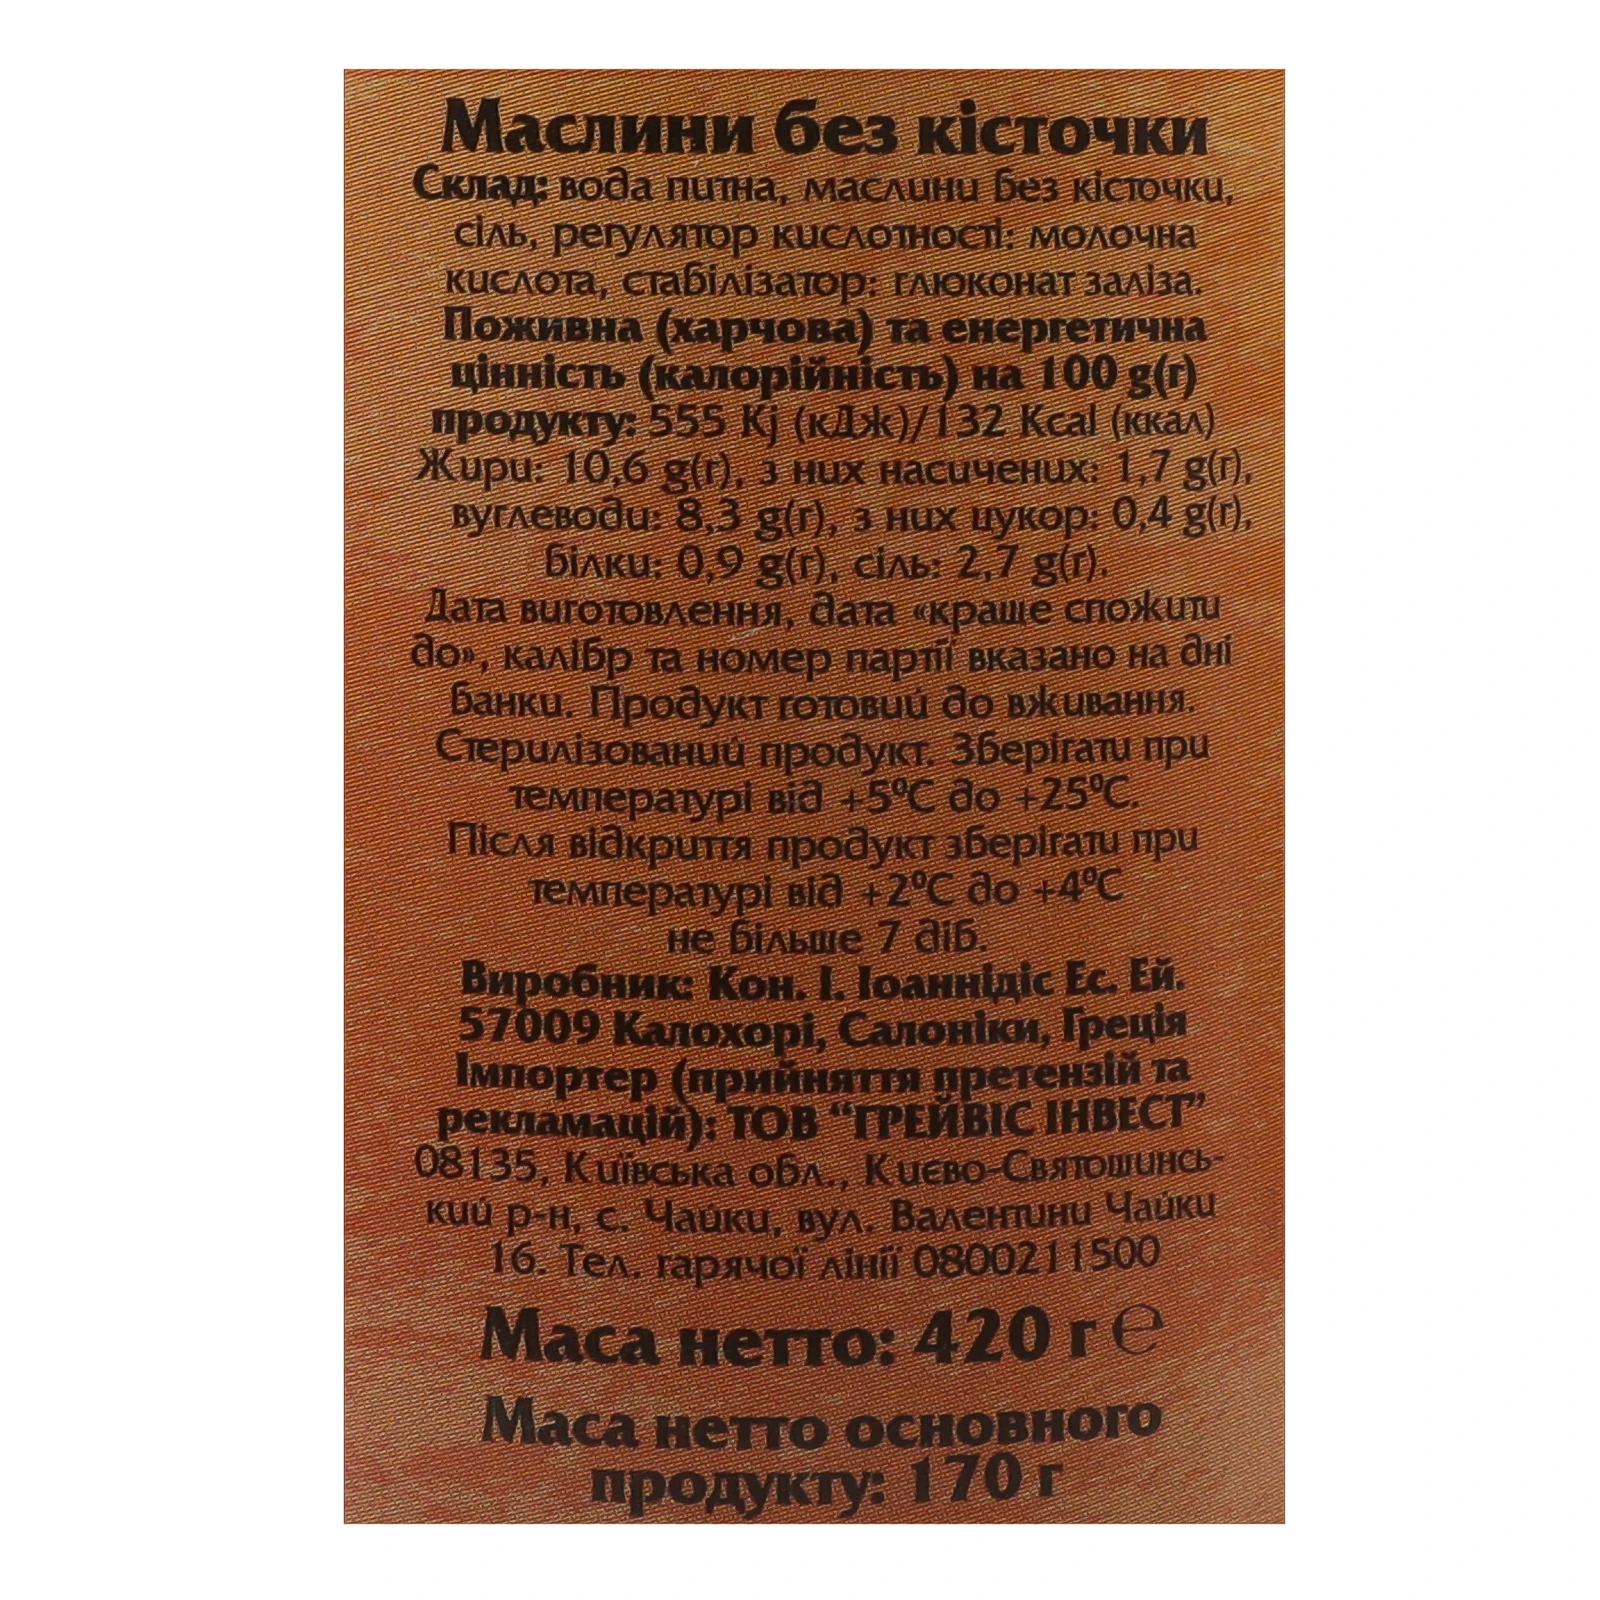 Маслини без кісточки
Склад: вода питна, маслини без кісточки,
сіль, регулятор кислотності: молочна
кислота, стабілізатор: глюконат заліза.
Поживна (харчова) та енергетична
цінність (калорійність) на 100 g(г)
продукту: 555 Kj (кДж)/132 Kcal (ккал)
Жири: 10,6 g(г), з них насичених: 1,7 g(г),
вуглеводи: 8,3 g(г), з них цукор: 0,4 g(г),
білки: 0,9 g(г), сіль: 2,7 g(г).
Дата виготовлення, дата «краще спожити
до», калібр та номер партії вказано на дні
банки. Продукт готовий до вживання.
Стерилізований продукт. Зберігати при
температурі від +5°C до +25°C.
Після відкриття продукт зберігати при
температурі від +2°C до +4°C
не більше 7 діб.
Виробник: Кон. І. Іоаннідіс Ес. Ей.
57009 Калохорі, Салоніки, Греція
Імпортер (прийняття претензій та
рекламацій): ТОВ “ГРЕЙВІС ІНВЕСТ”
08135, Київська обл., Києво-Святошинсь-
кий р-н, с. Чайки, вул. Валентини Чайки
16. Тел. гарячої лінії 0800211500
Маса нетто: 420 г ℮
Маса нетто основного
продукту: 170 г